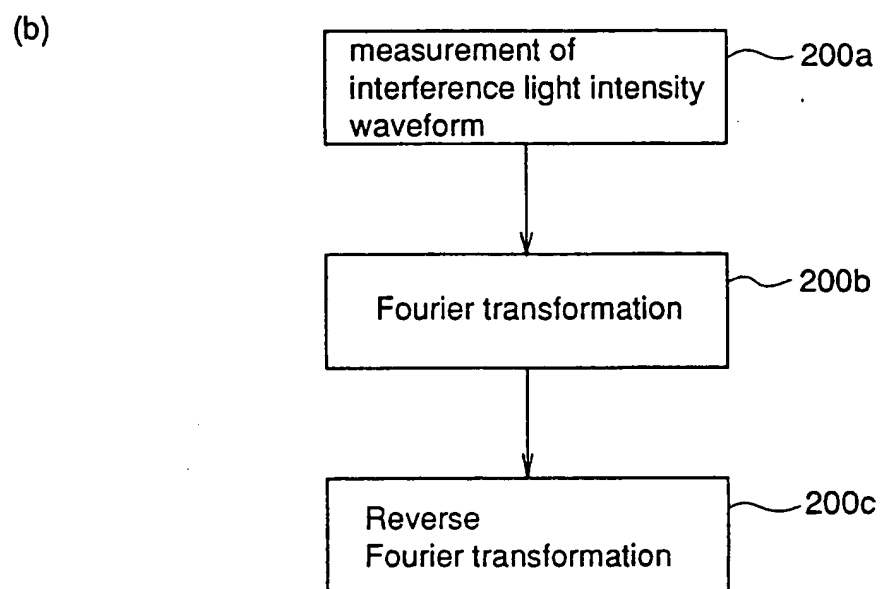 (b)
measurement of
interference light intensity
waveform
200a
Fourier transformation
200b
Reverse
Fourier transformation
200c